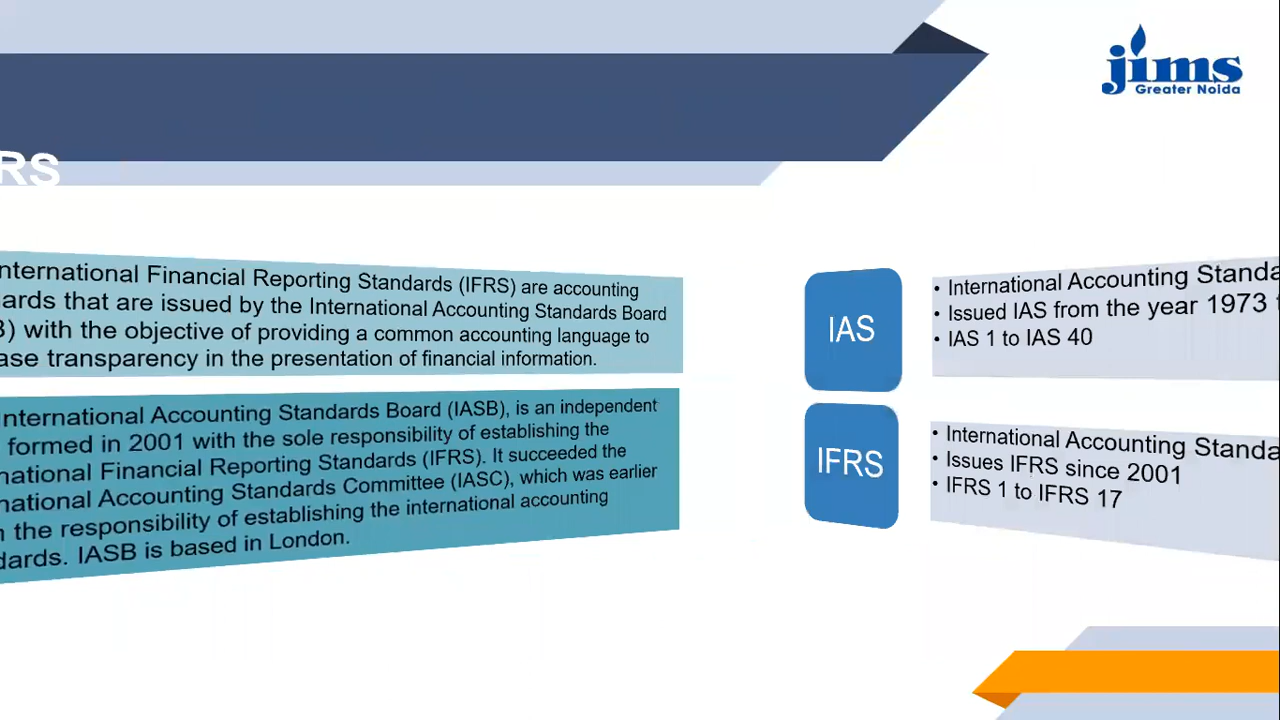 jims
Greater Noida
RS
nternational Financial Reporting Standards (IFRS) are accounting
ards that are issued by the International Accounting Standards Board
) with the objective of providing a common accounting language to
ase transparency in the presentation of financial information.
International Accounting Standards Board (IASB), is an independent
formed in 2001 with the sole responsibility of establishing the
national Financial Reporting Standards (IFRS). It succeeded the
national Accounting Standards Committee (IASC), which was earlier
the responsibility of establishing the international accounting
dards. IASB is based in London.
IAS
• International Accounting Standa
• Issued IAS from the year 1973
• IAS 1 to IAS 40
IFRS
• International Accounting Standa
• Issues IFRS since 2001
• IFRS 1 to IFRS 17